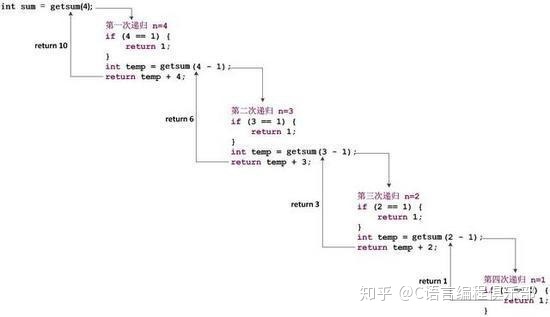 int sum = getsum(4);
第一次递归 n=4
if (4 == 1) {
return 1;
}
int temp = getsum(4 - 1);
return temp + 4;
return 10
第二次递归 n=3
if (3 == 1) {
return 1;
}
int temp = getsum(3 - 1);
return temp + 3;
return 6
第三次递归 n=2
if (2 == 1) {
return 1;
}
int temp = getsum(2 - 1);
return temp + 2;
return 3
第四次递归 n=1
if
return 1;
}
return 1
知乎 @C语言编程俱乐部